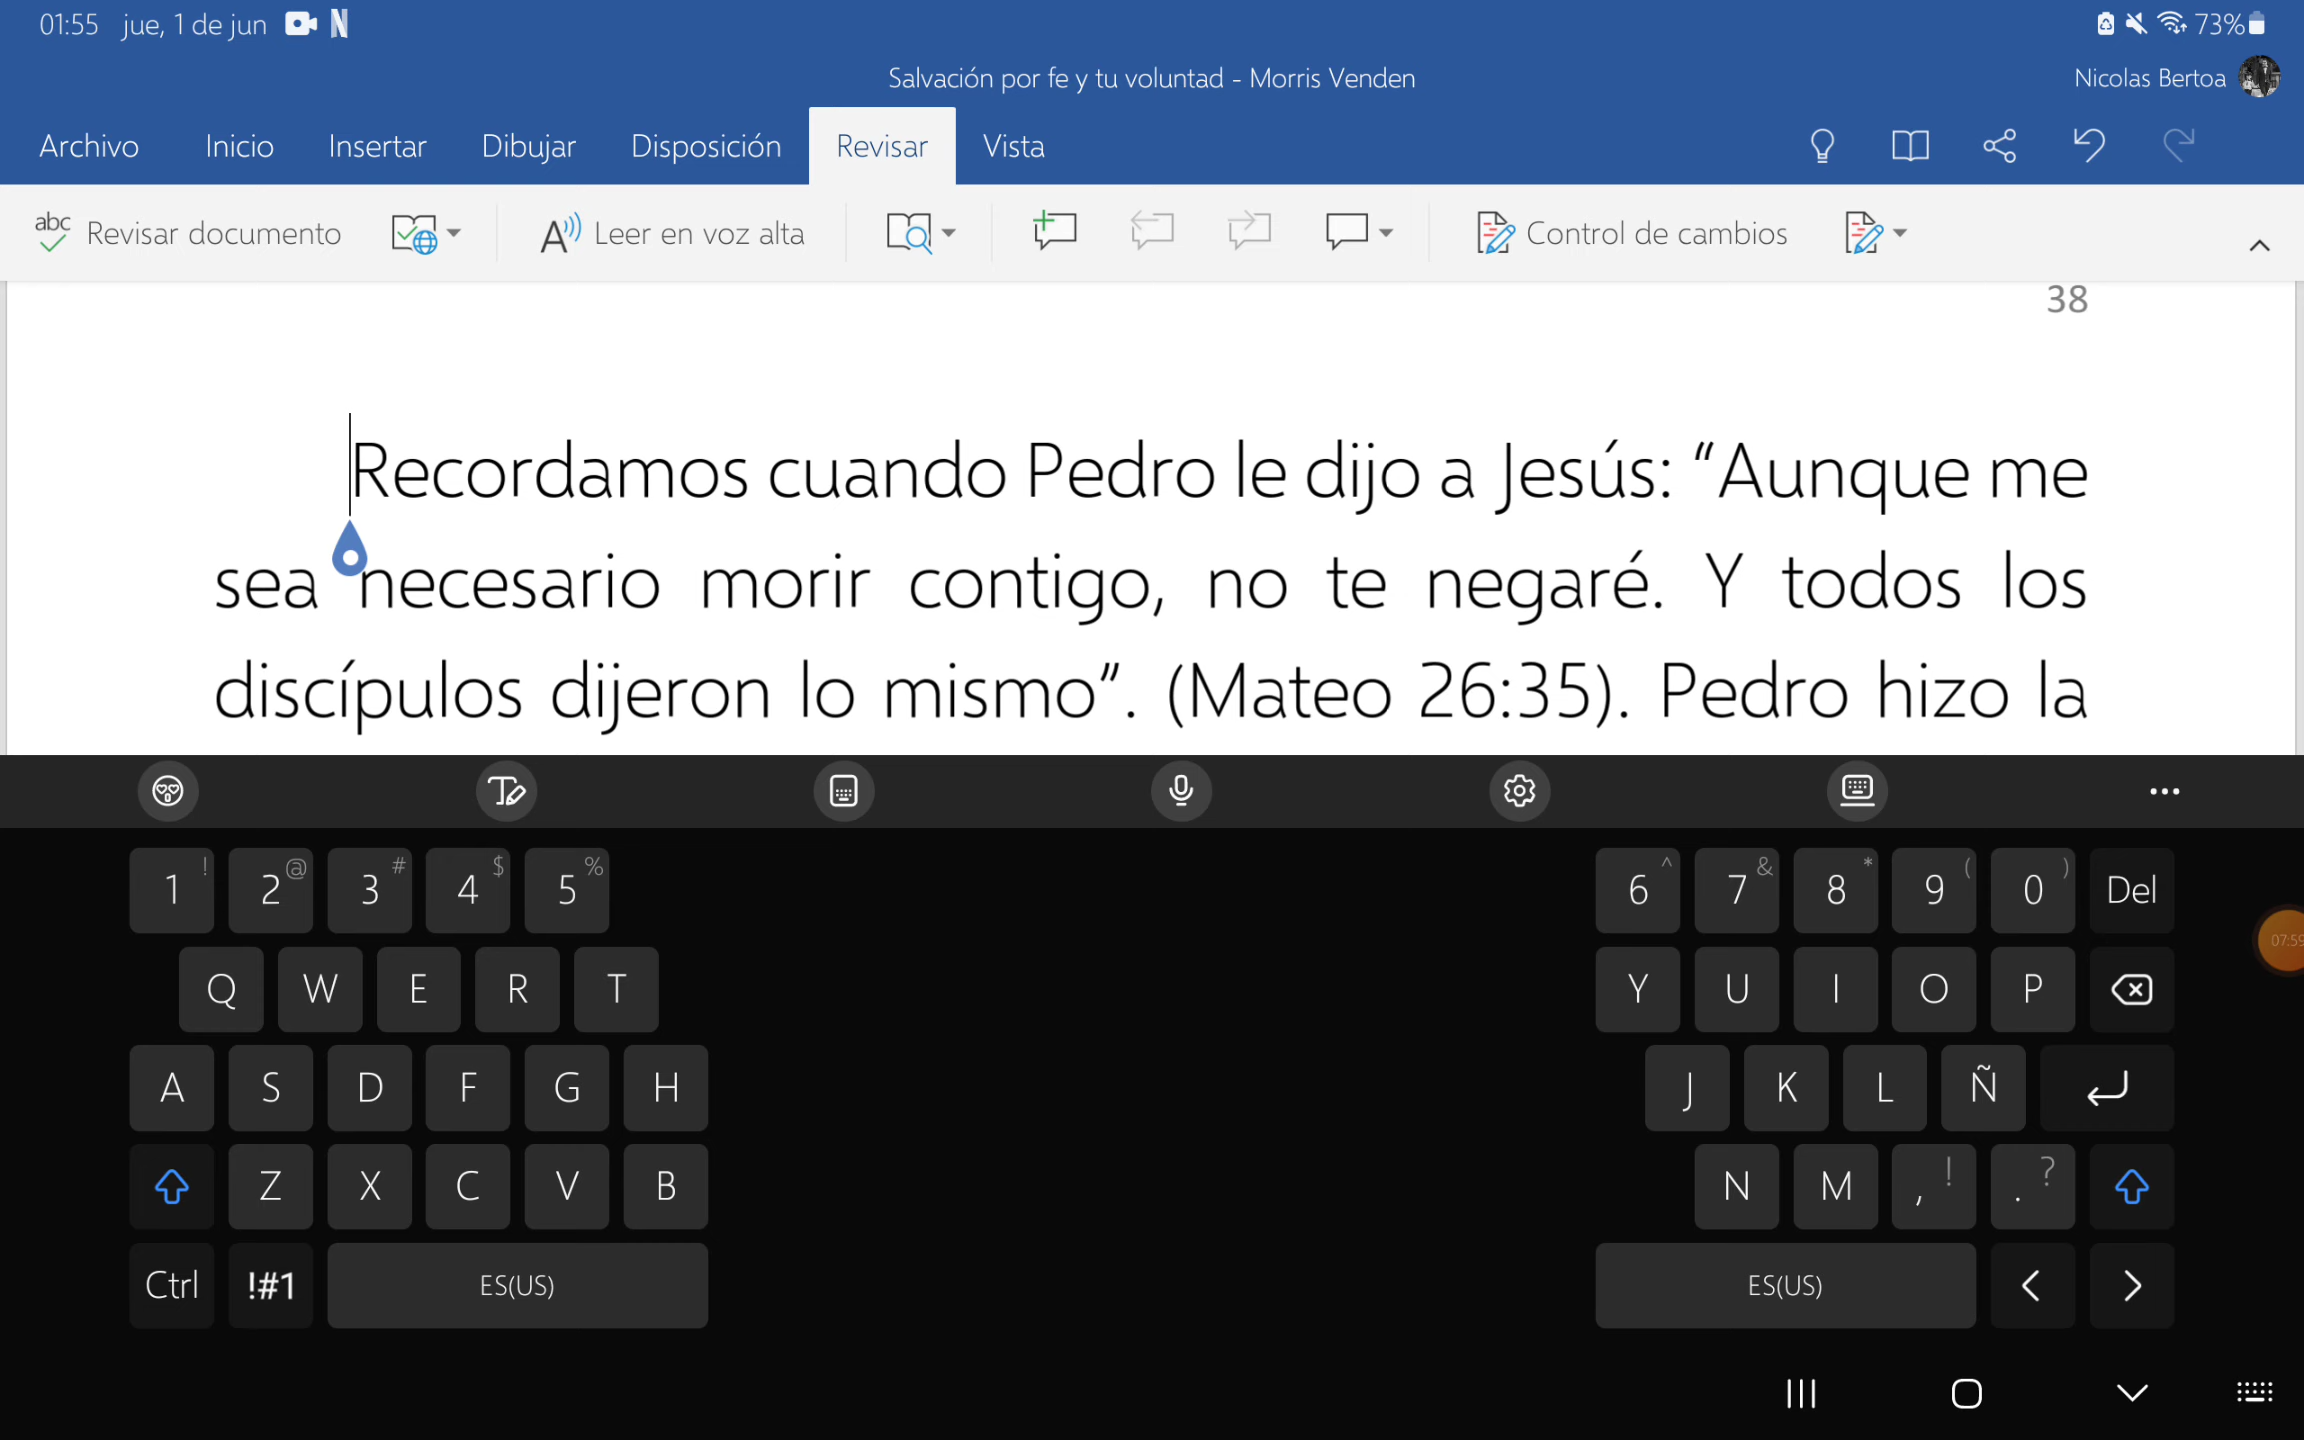 01:55 jue, 1 de jun N 73%
Salvación por fe y tu voluntad - Morris Venden
Nicolas Bertoa
Archivo Inicio Insertar Dibujar Disposición Revisar Vista
abc Revisar documento A Leer en voz alta Control de cambios
38
Recordamos cuando Pedro le dijo a Jesús: “Aunque me
sea necesario morir contigo, no te negaré. Y todos los
discípulos dijeron lo mismo”. (Mateo 26:35). Pedro hizo la
1 ! 2 @ 3 # 4 $ 5 % 6 ^ 7 & 8 * 9 ( 0 ) Del
07:59
Q W E R T Y U I O P
A S D F G H J K L Ñ
Z X C V B N M , ! . ?
Ctrl !#1 ES(US) ES(US) < >